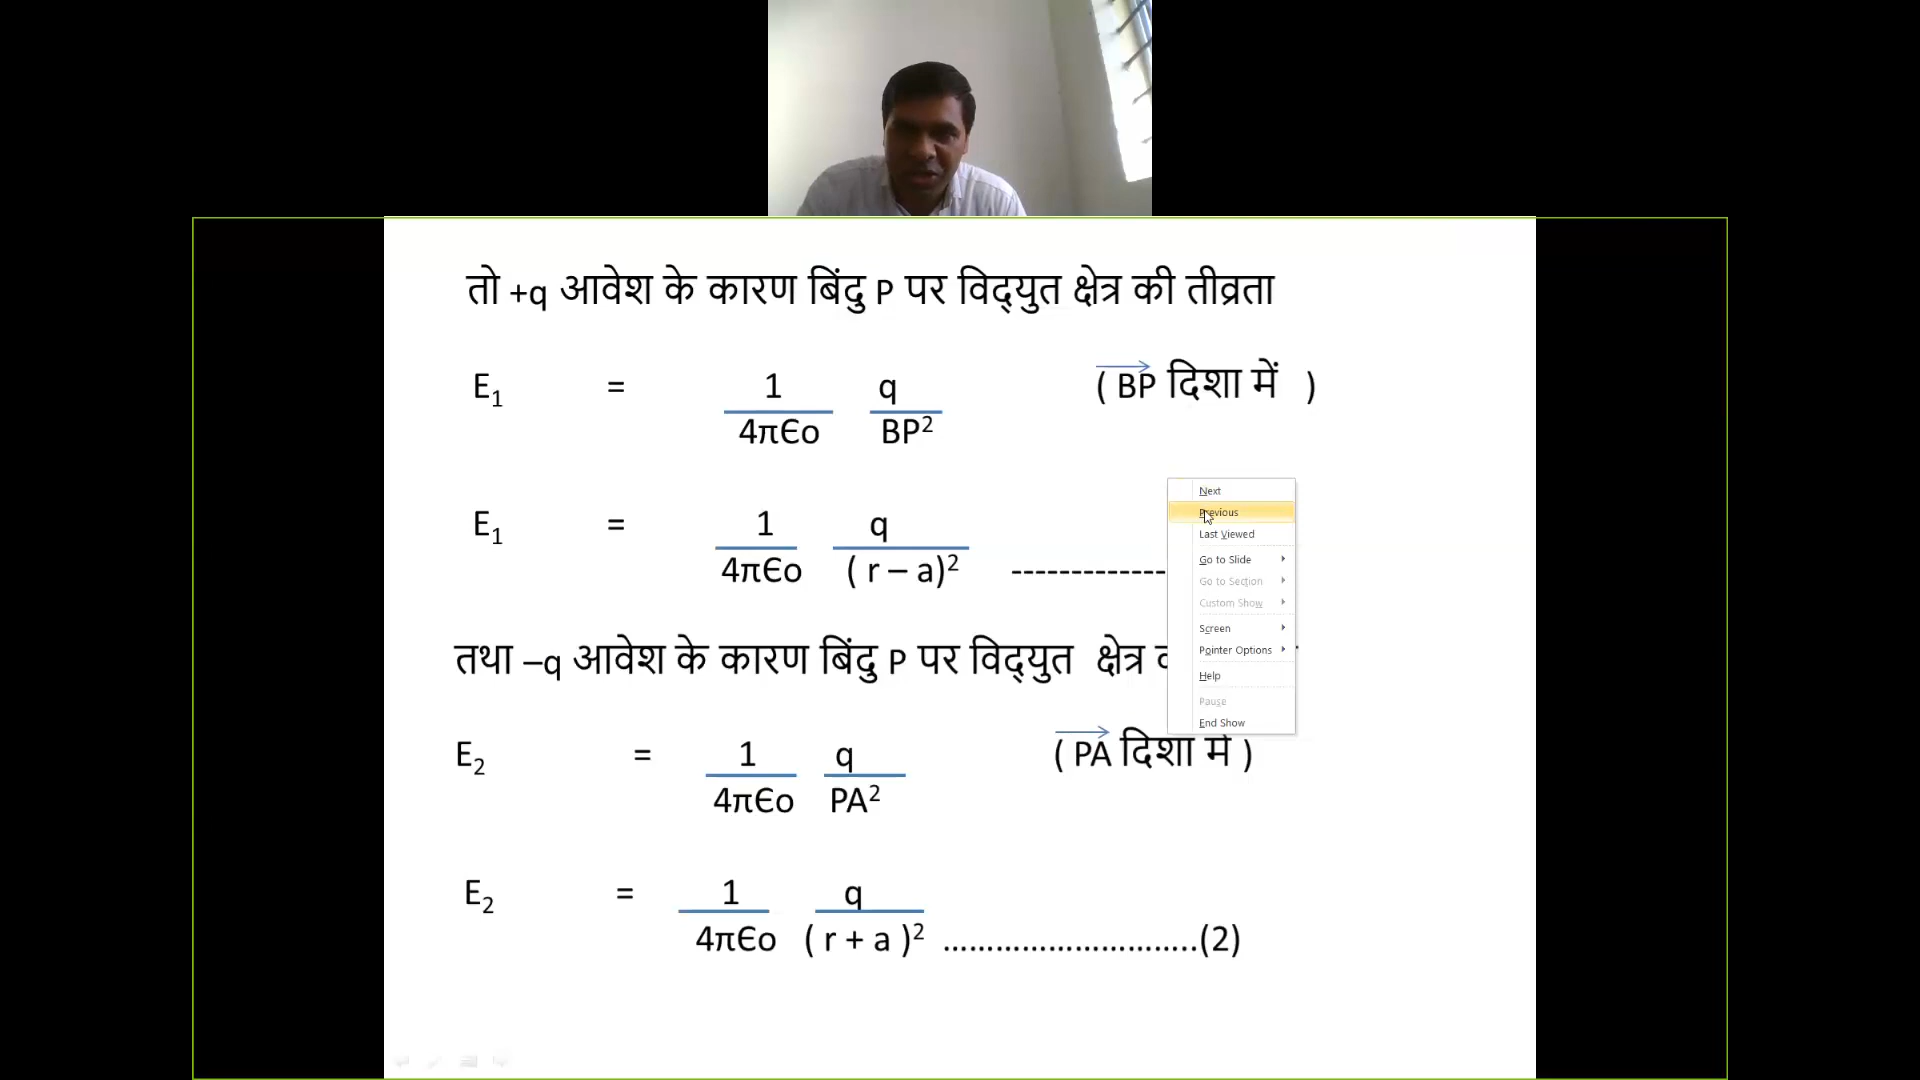 तो +q आवेश के कारण बिंदु P पर विद्युत क्षेत्र की तीव्रता
E₁ = 1 q ( BP दिशा में )
4πЄo BP²
E₁ = 1 q
4πЄo ( r – a)² -------------
तथा –q आवेश के कारण बिंदु P पर विद्युत क्षेत्र
E₂ = 1 q ( PA दिशा में )
4πЄo PA²
E₂ = 1 q
4πЄo ( r + a )² ...............................(2)
Next
Previous
Last Viewed
Go to Slide
Go to Section
Custom Show
Screen
Pointer Options
Help
Pause
End Show